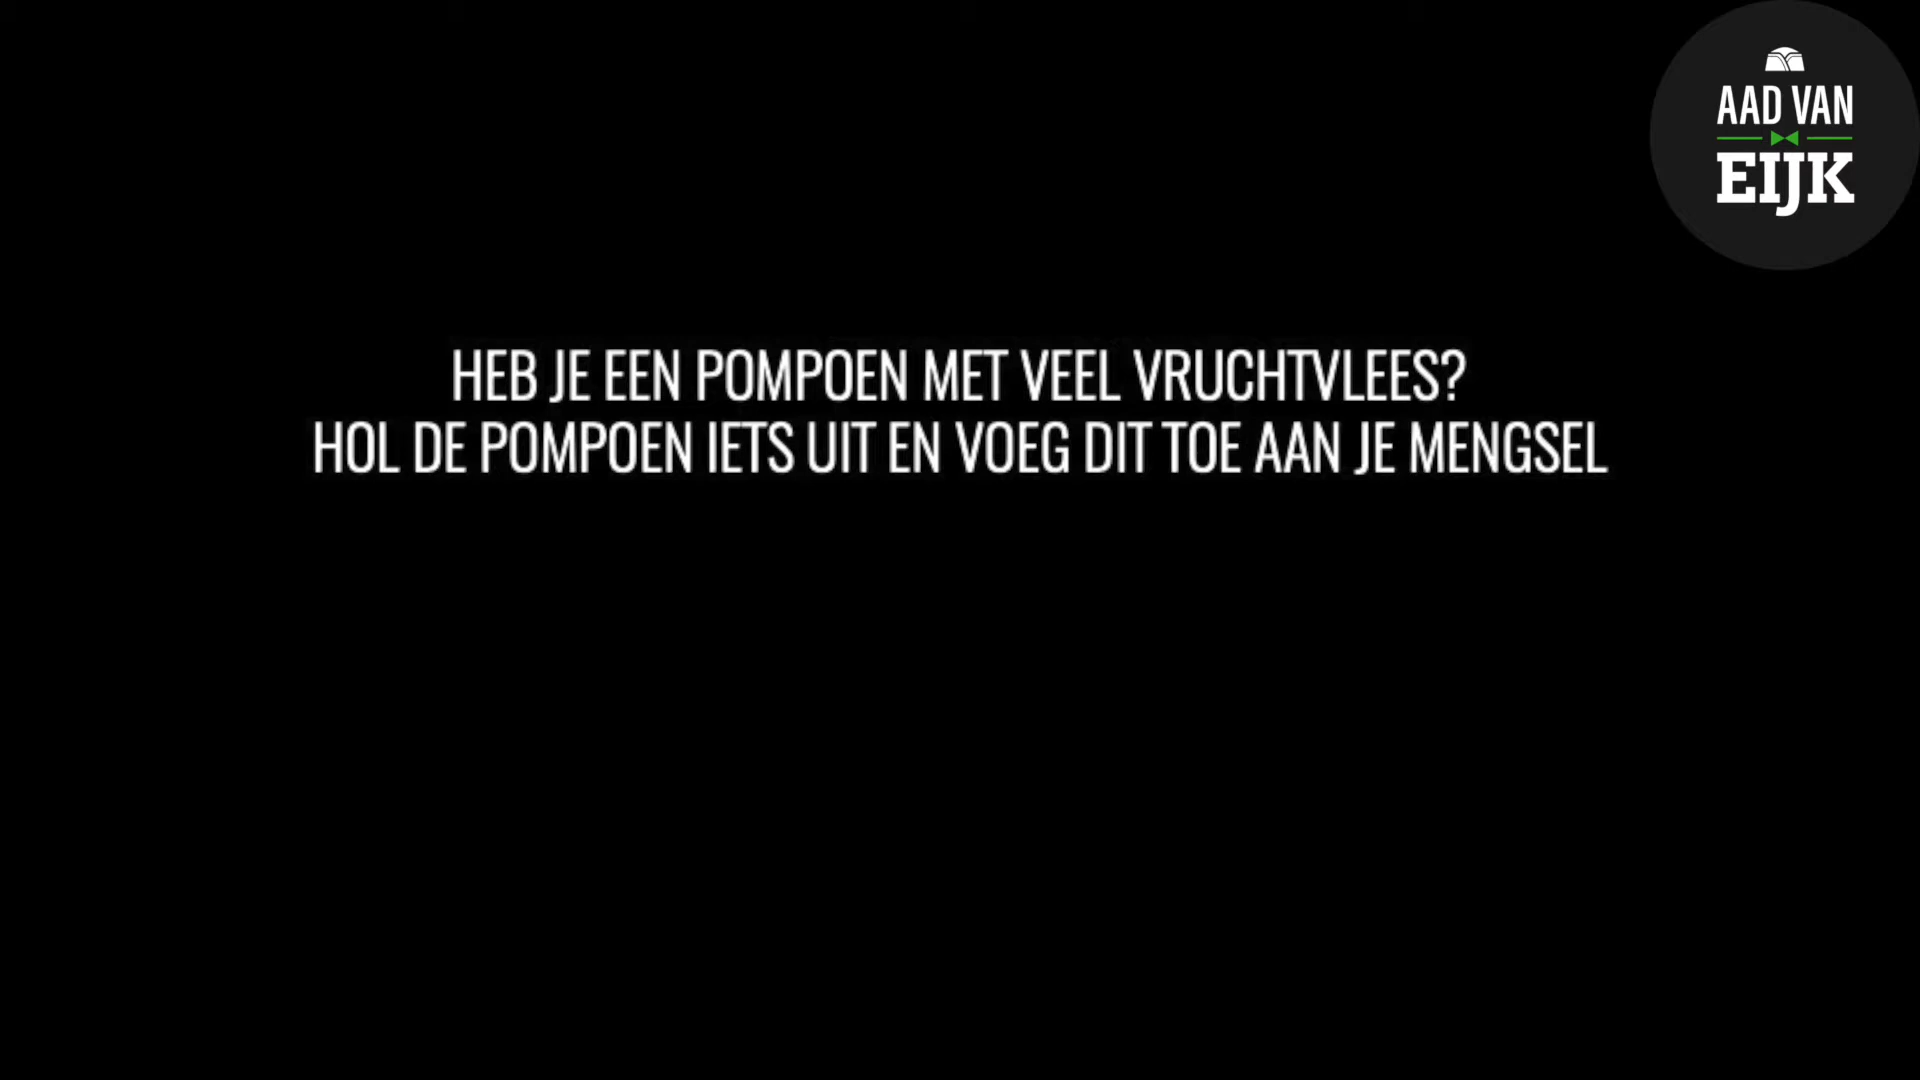 AAD VAN
EIJK
HEB JE EEN POMPOEN MET VEEL VRUCHTVLEES?
HOL DE POMPOEN IETS UIT EN VOEG DIT TOE AAN JE MENGSEL